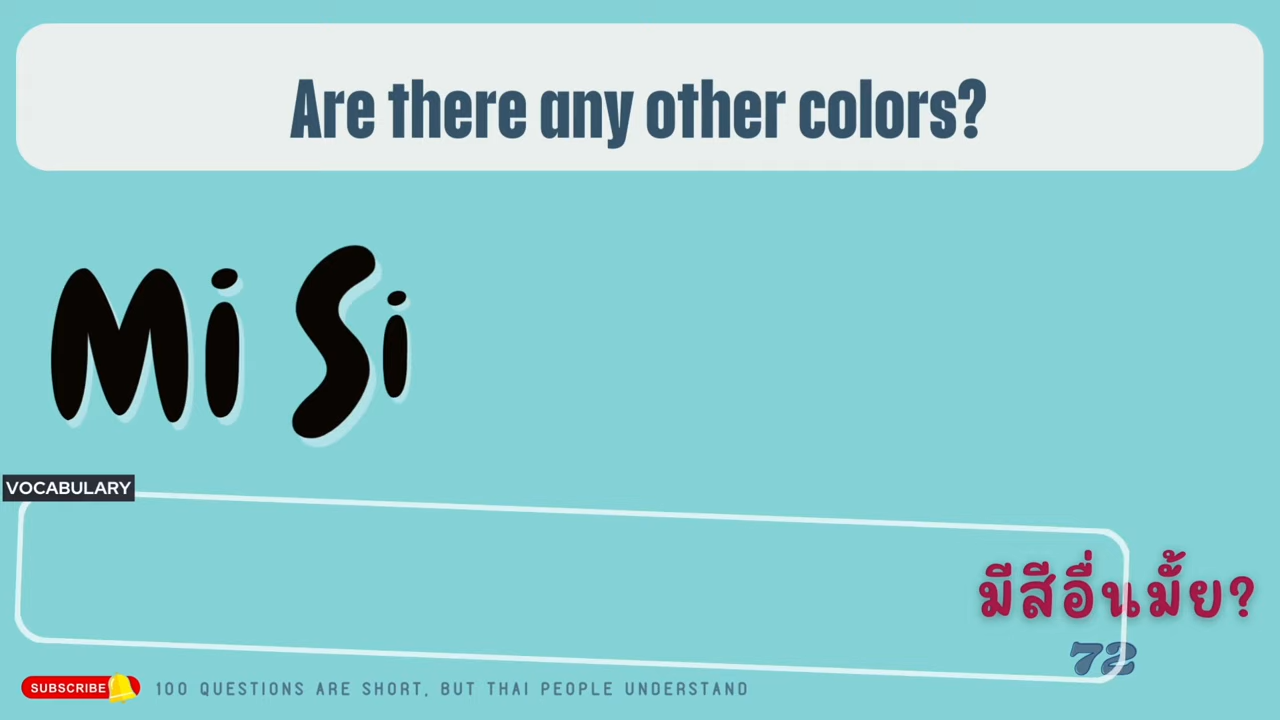 Are there any other colors?
Mi Si
VOCABULARY
มีสีอื่นมั้ย?
72
SUBSCRIBE
100 QUESTIONS ARE SHORT, BUT THAI PEOPLE UNDERSTAND